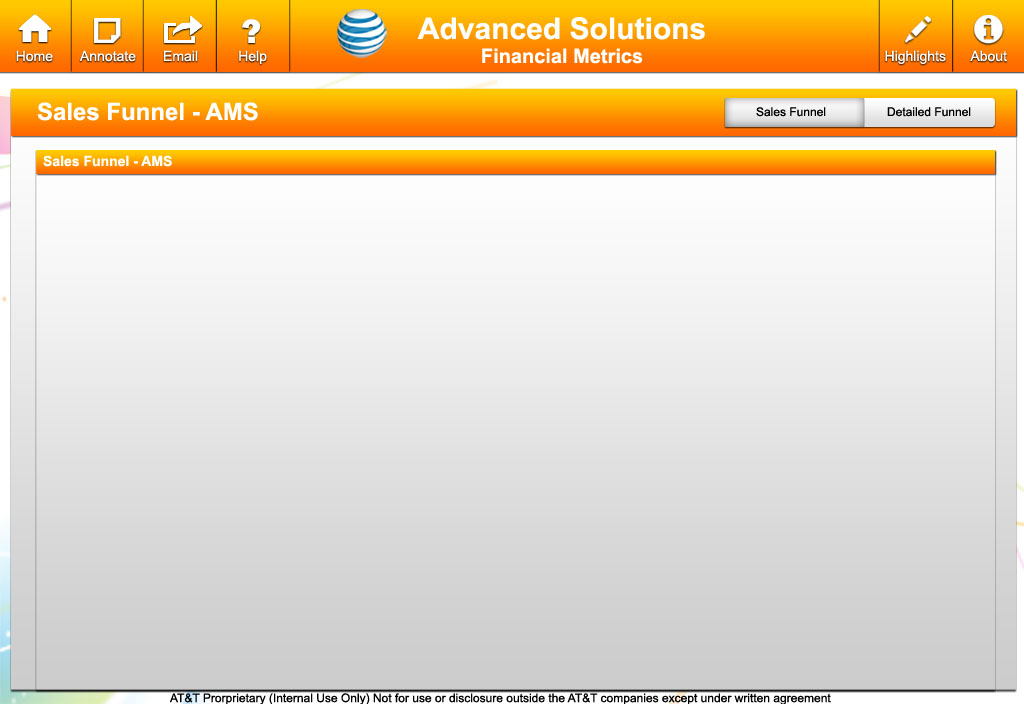 Home
Annotate
Email
?
Help
Advanced Solutions
Financial Metrics
Highlights
i
About
Sales Funnel - AMS
Sales Funnel
Detailed Funnel
Sales Funnel - AMS
AT&T Prorprietary (Internal Use Only) Not for use or disclosure outside the AT&T companies except under written agreement